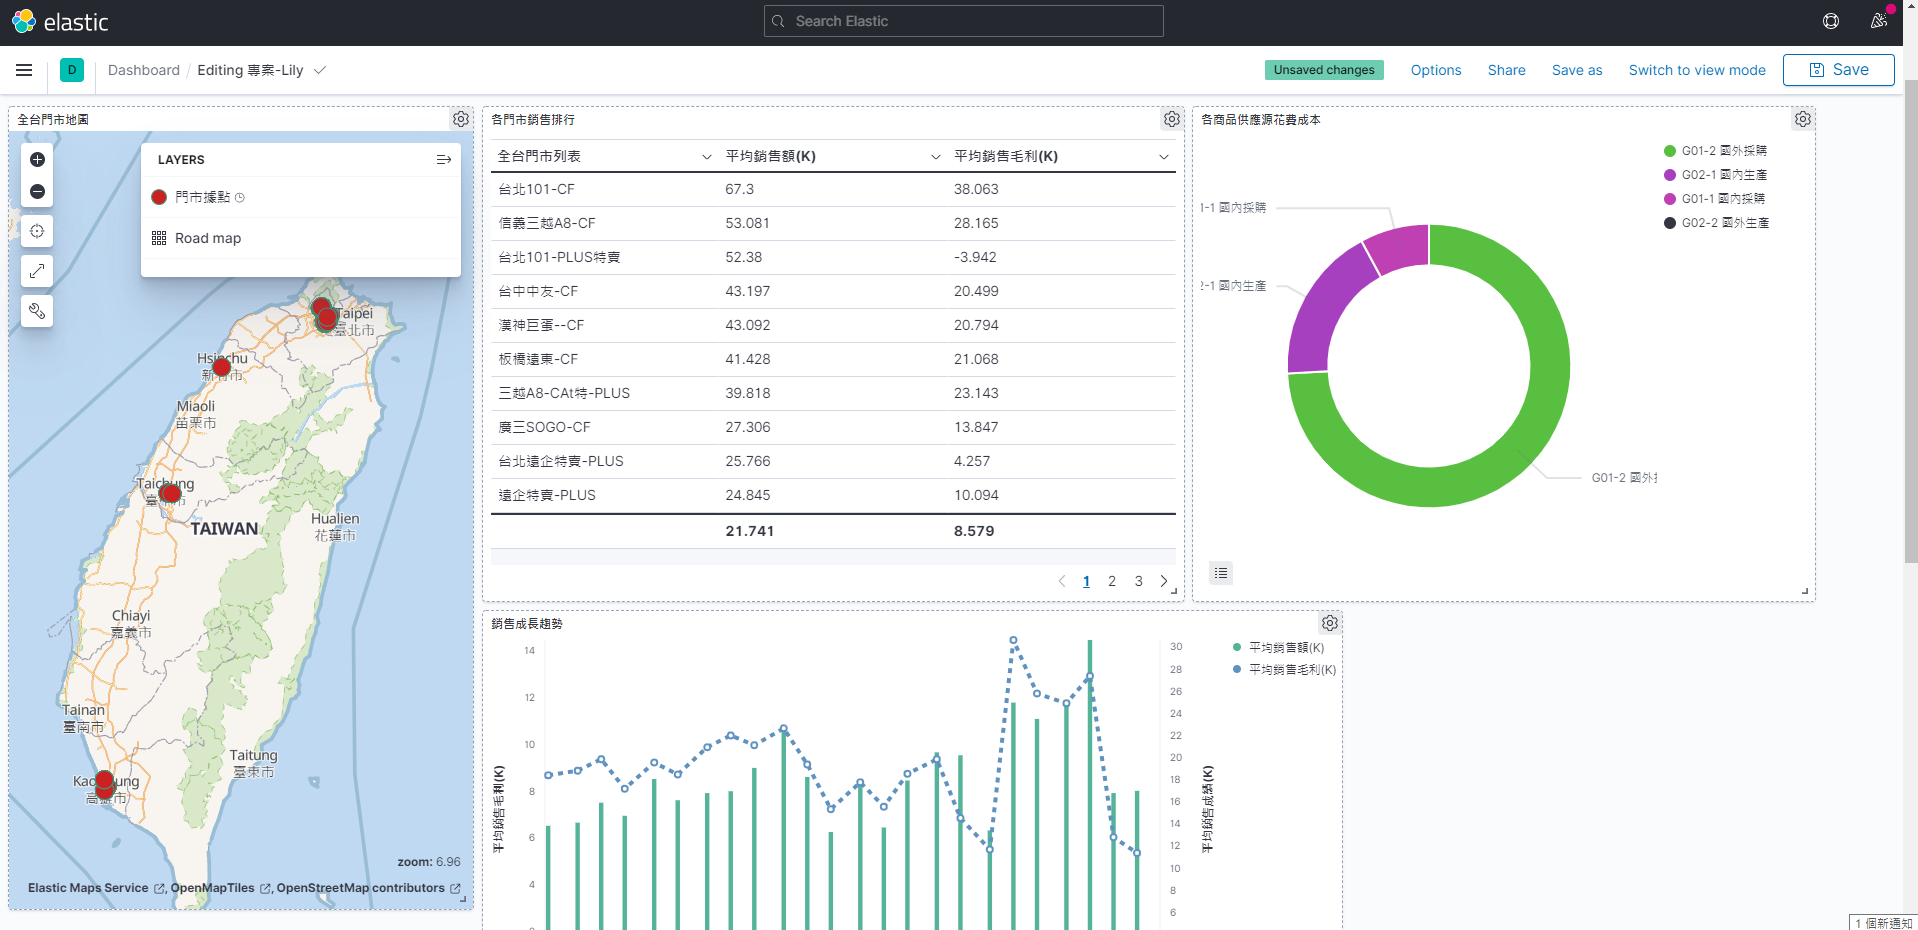 elastic
Search Elastic
D
Dashboard / Editing 專案-Lily
Unsaved changes
Options
Share
Save as
Switch to view mode
Save
全台門市地圖
LAYERS
門市據點
Road map
Taipei
臺北市
Hsinchu
新竹市
Miaoli
苗栗市
Taichung
TAIWAN
Hualien
花蓮市
Chiayi
嘉義市
Tainan
臺南市
Taitung
臺東市
高雄市
zoom: 6.96
Elastic Maps Service , OpenMapTiles , OpenStreetMap contributors
各門市銷售排行
全台門市列表 平均銷售額(K) 平均銷售毛利(K)
台北101-CF 67.3 38.063
信義三越A8-CF 53.081 28.165
台北101-PLUS特賣 52.38 -3.942
台中中友-CF 43.197 20.499
漢神巨蛋--CF 43.092 20.794
板橋遠東-CF 41.428 21.068
三越A8-CAt特-PLUS 39.818 23.143
廣三SOGO-CF 27.306 13.847
台北遠企特賣-PLUS 25.766 4.257
遠企特賣-PLUS 24.845 10.094
21.741 8.579
1 2 3
各商品供應源花費成本
G01-2 國外採購
G02-1 國內生產
G01-1 國內採購
G02-2 國外生產
1-1 國內採購
2-1 國內生產
G01-2 國外
銷售成長趨勢
平均銷售額(K)
平均銷售毛利(K)
14
12
10
8
6
4
平均銷售毛利(K)
30
28
26
24
22
20
18
16
14
12
10
8
6
平均銷售成績(K)
1 個新通知